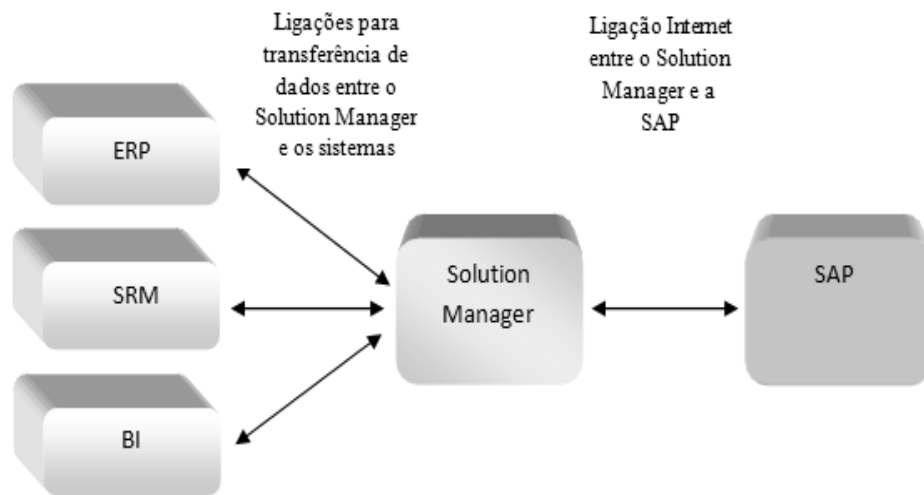 Ligações para
transferência de
dados entre o
Solution Manager
e os sistemas
Ligação Internet
entre o Solution
Manager e a
SAP
ERP
SRM
BI
Solution
Manager
SAP